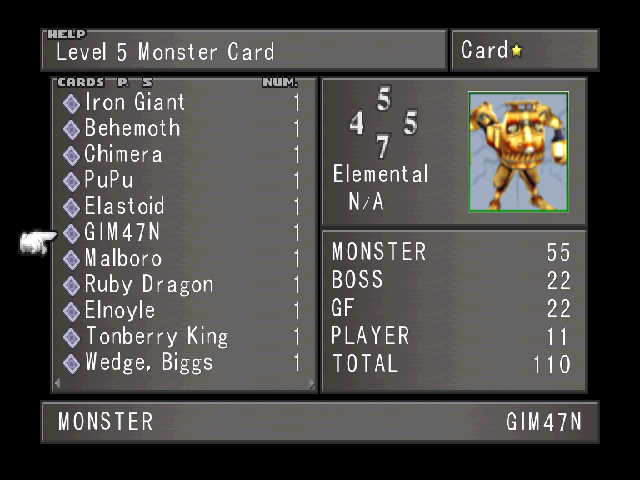 HELP
Level 5 Monster Card
Card★
CARDS P. S NUM.
Iron Giant 1
Behemoth 1
Chimera 1
PuPu 1
Elastoid 1
GIM47N 1
Malboro 1
Ruby Dragon 1
Elnoyle 1
Tonberry King 1
Wedge, Biggs 1
5
4 5
7
Elemental
N/A
MONSTER 55
BOSS 22
GF 22
PLAYER 11
TOTAL 110
MONSTER GIM47N